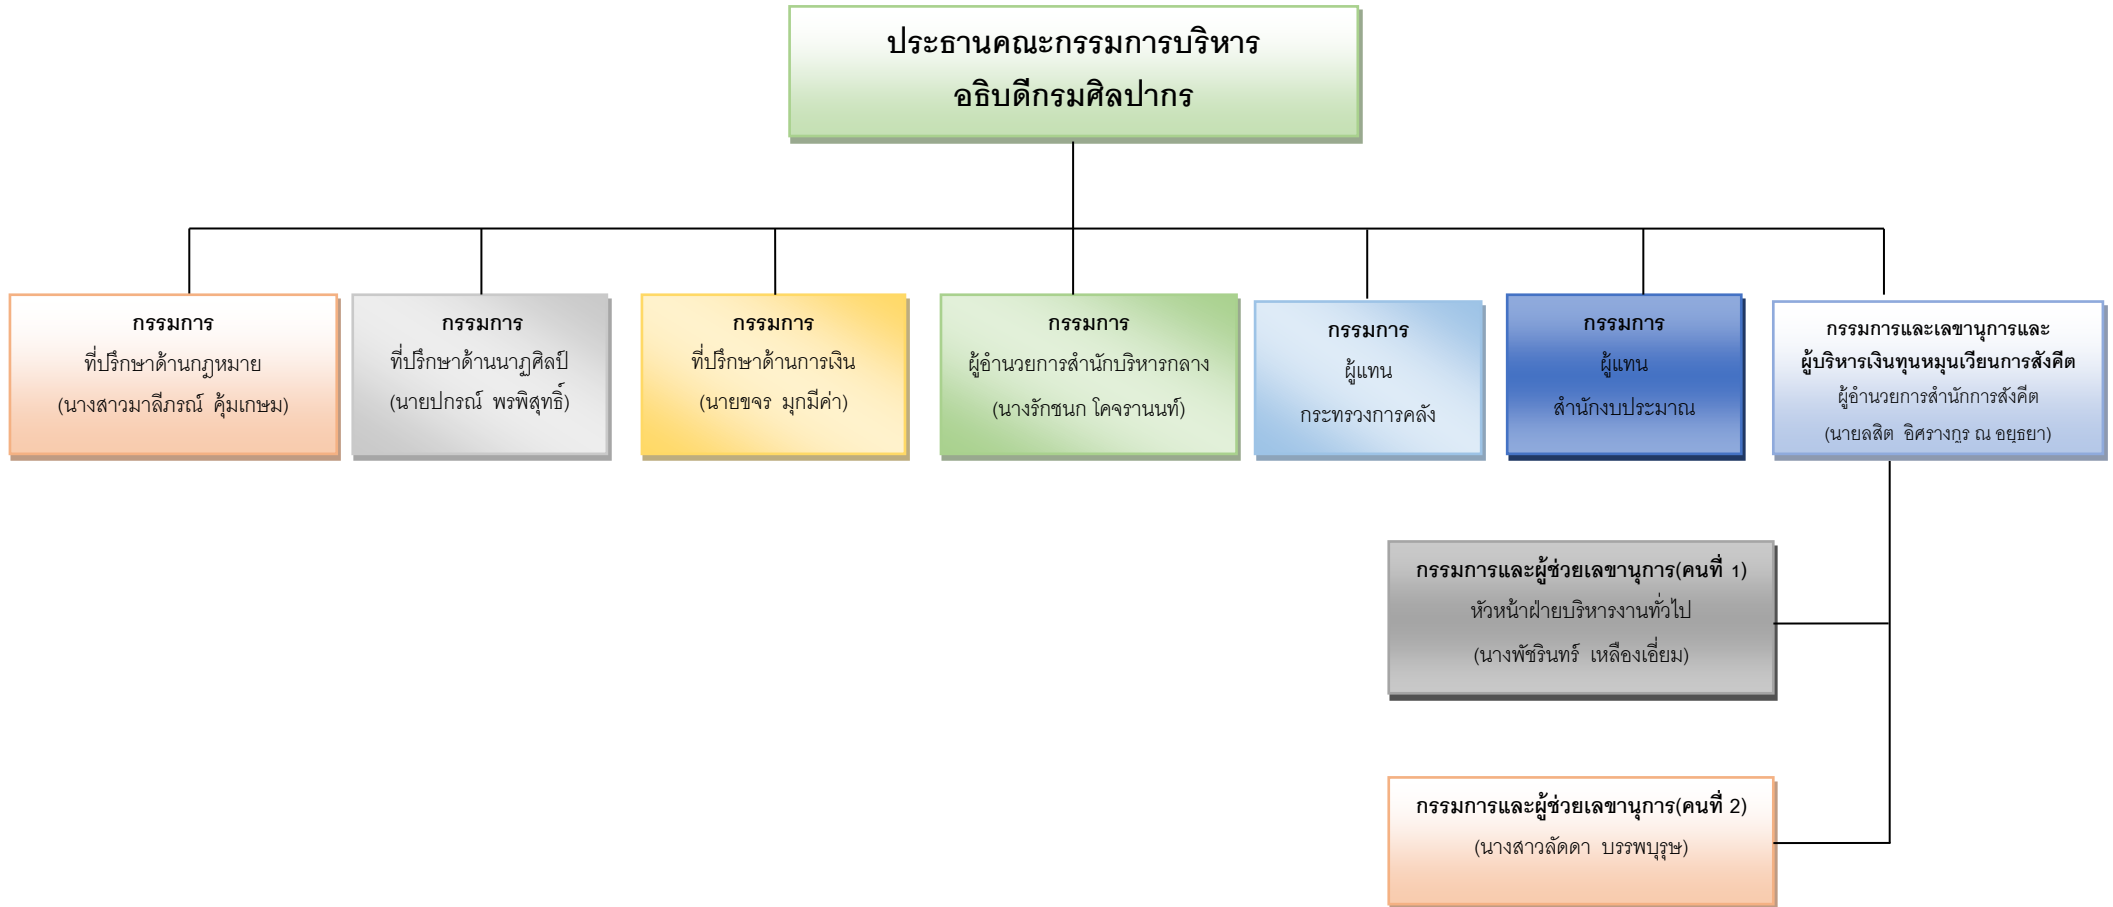 ประธานคณะกรรมการบริหาร
อธิบดีกรมศิลปากร
กรรมการ
ที่ปรึกษาด้านกฎหมาย
(นางสาวมาลีภรณ์ คุ้มเกษม)
กรรมการ
ที่ปรึกษาด้านนาฏศิลป์
(นายปกรณ์ พรพิสุทธิ์)
กรรมการ
ที่ปรึกษาด้านการเงิน
(นายขจร มุกมีค่า)
กรรมการ
ผู้อำนวยการสำนักบริหารกลาง
(นางรักชนก โคจรานนท์)
กรรมการ
ผู้แทน
กระทรวงการคลัง
กรรมการ
ผู้แทน
สำนักงบประมาณ
กรรมการและเลขานุการและ
ผู้บริหารเงินทุนหมุนเวียนการสังคีต
ผู้อำนวยการสำนักการสังคีต
(นายลสิต อิศรางกูร ณ อยุธยา)
กรรมการและผู้ช่วยเลขานุการ(คนที่ 1)
หัวหน้าฝ่ายบริหารงานทั่วไป
(นางพัชรินทร์ เหลืองเอี่ยม)
กรรมการและผู้ช่วยเลขานุการ(คนที่ 2)
(นางสาวลัดดา บรรพบุรุษ)